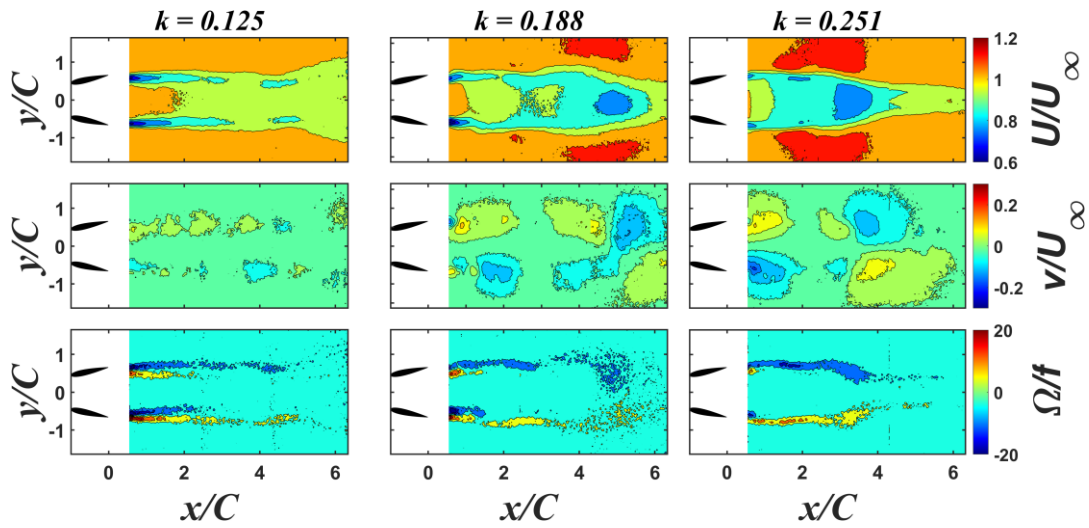 k = 0.125 k = 0.188 k = 0.251
y/C 1 0 -1 1.2 1 0.8 0.6 U/U∞
y/C 1 0 -1 0.2 0 -0.2 v/U∞
y/C 1 0 -1 20 0 -20 Ω/f
0 2 4 6 0 2 4 6 0 2 4 6
x/C x/C x/C